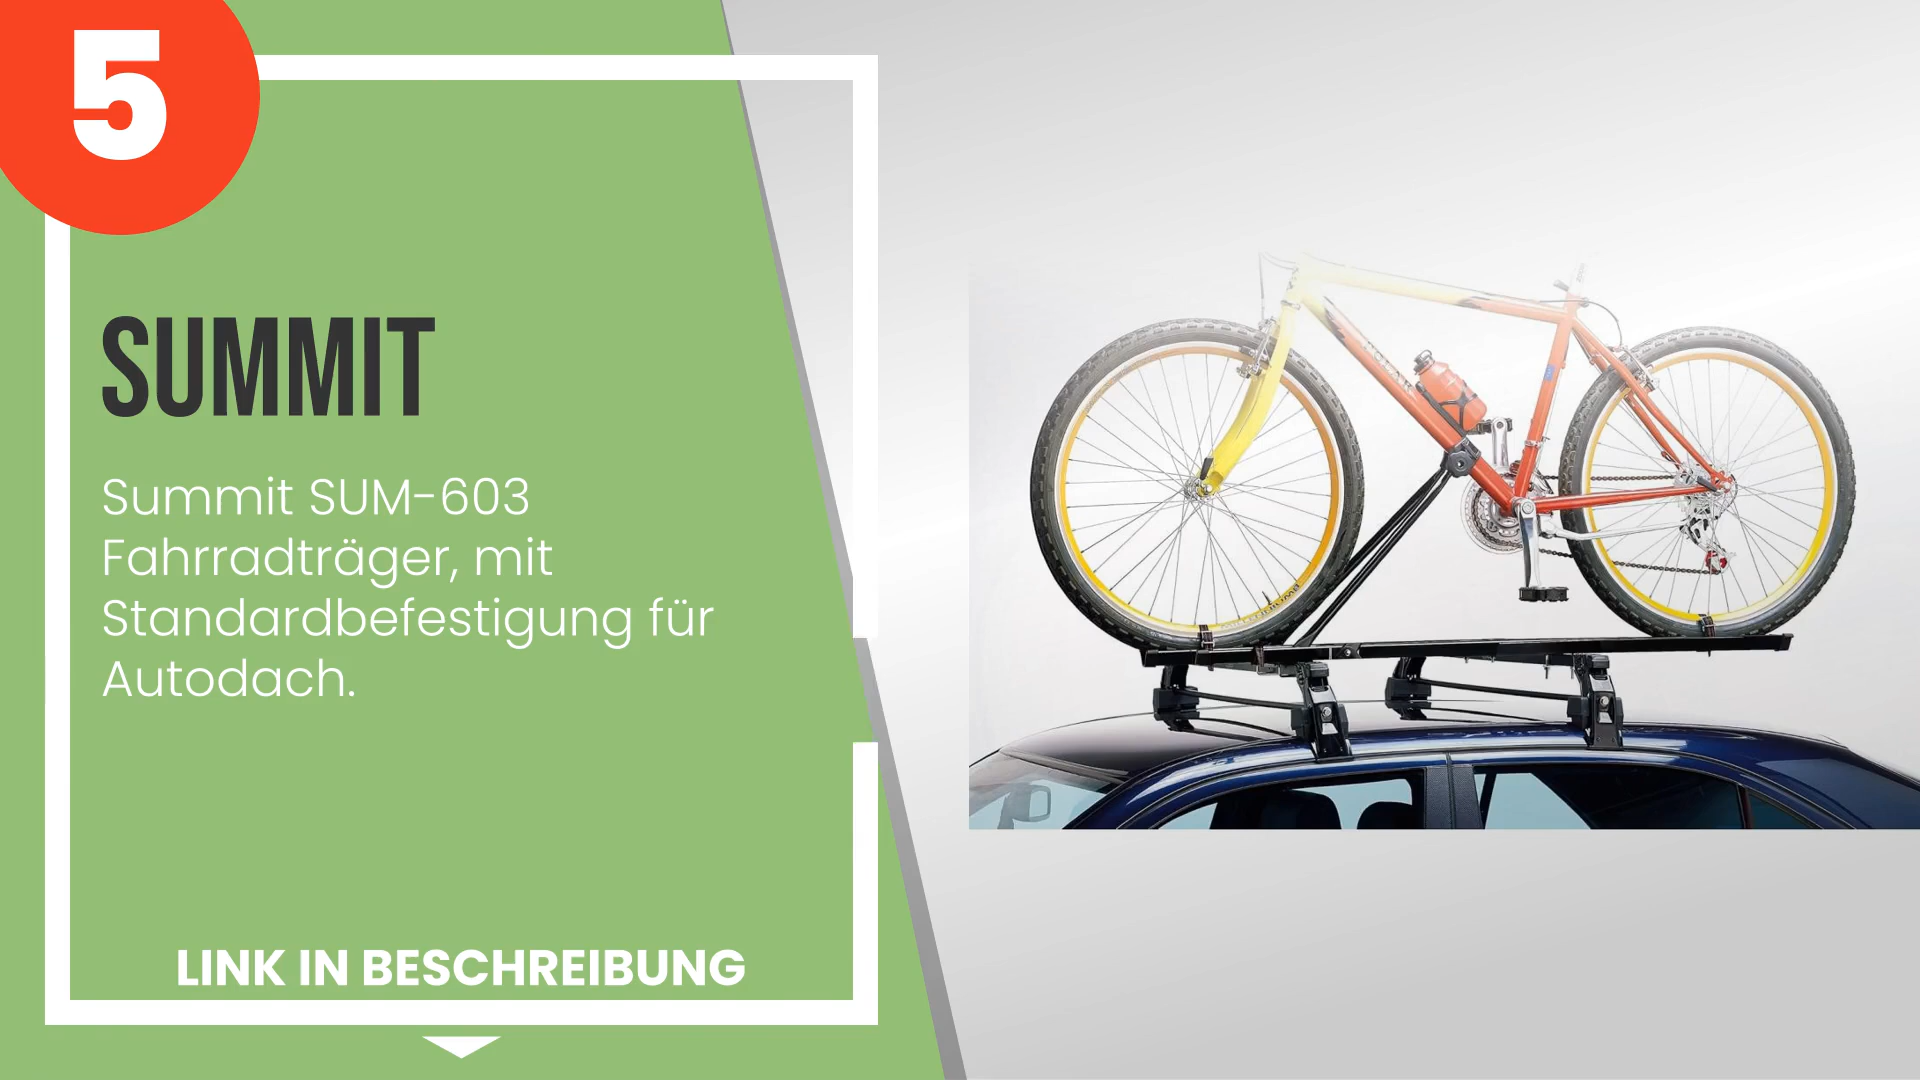 5
SUMMIT
Summit SUM-603
Fahrradträger, mit
Standardbefestigung für
Autodach.
LINK IN BESCHREIBUNG